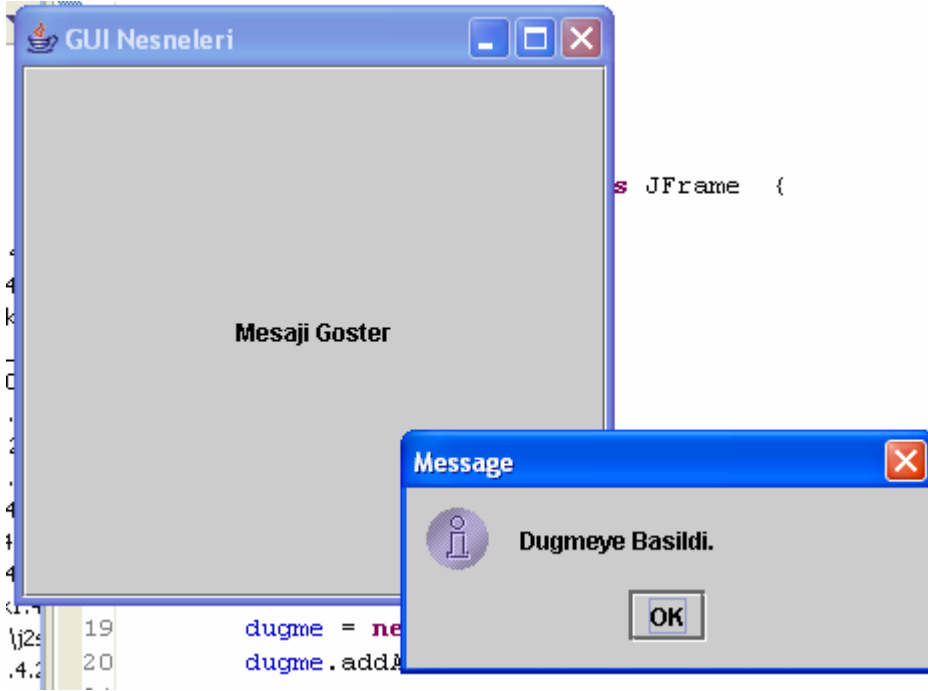 GUI Nesneleri
s JFrame {
Mesaji Goster
Message
Dugmeye Basildi.
OK
19 dugme = ne
20 dugme.addA